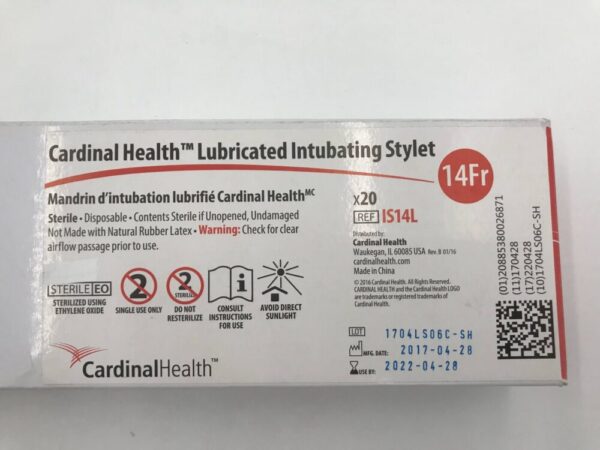 Cardinal Health™ Lubricated Intubating Stylet
14Fr
Mandrin d'intubation lubrifié Cardinal Health MC
Sterile • Disposable • Contents Sterile if Unopened, Undamaged
Not Made with Natural Rubber Latex • Warning: Check for clear
airflow passage prior to use.
x20
REF IS14L
Distributed by:
Cardinal Health
Waukegan, IL 60085 USA Rev. B 01/16
cardinalhealth.com
Made in China
© 2016 Cardinal Health. All Rights Reserved.
CARDINAL HEALTH and the Cardinal Health LOGO
are trademarks or registered trademarks of
Cardinal Health.
STERILE EO
STERILIZED USING
ETHYLENE OXIDE
2
SINGLE USE ONLY
2
STERILIZE
DO NOT
RESTERILIZE
i
CONSULT
INSTRUCTIONS
FOR USE
AVOID DIRECT
SUNLIGHT
CardinalHealth™
LOT 1704LS06C-SH
MFG. DATE: 2017-04-28
USE BY: 2022-04-28
(01)20885380026871
(11)170428
(17)220428
(10)1704LS06C-SH